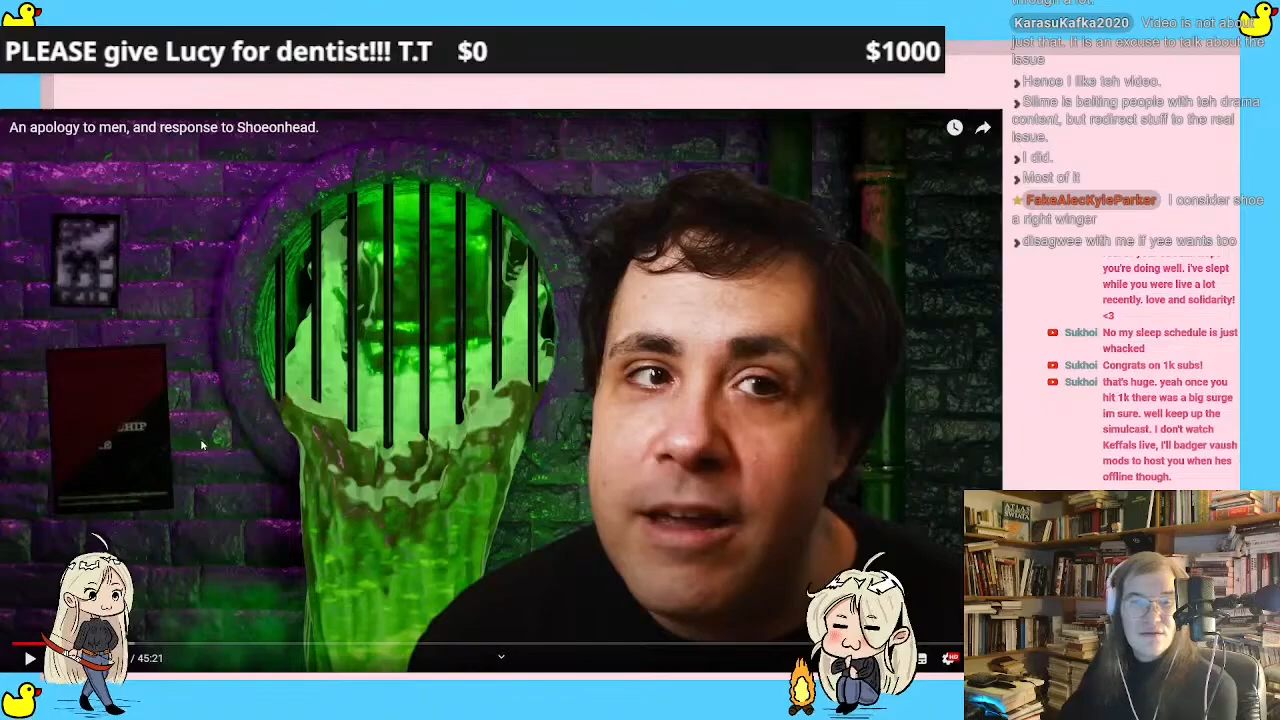 PLEASE give Lucy for dentist!!! T.T $0 $1000
An apology to men, and response to Shoeonhead.
through a lot.
KarasuKafka2020 Video is not about
just that. It is an excuse to talk about the
issue
Hence I like teh video.
Slime is baiting people with teh drama
content, but redirect stuff to the real
issue.
I did.
Most of it
FakeAlecKyleParker I consider shoe
a right winger
disagwee with me if yee wants too
you're doing well. i've slept
while you were live a lot
recently. love and solidarity!
<3
Sukhoi No my sleep schedule is just
whacked
Sukhoi Congrats on 1k subs!
Sukhoi that's huge. yeah once you
hit 1k there was a big surge
im sure. well keep up the
simulcast. I don't watch
Keffals live, I'll badger vaush
mods to host you when hes
offline though.
/ 45:21
HD